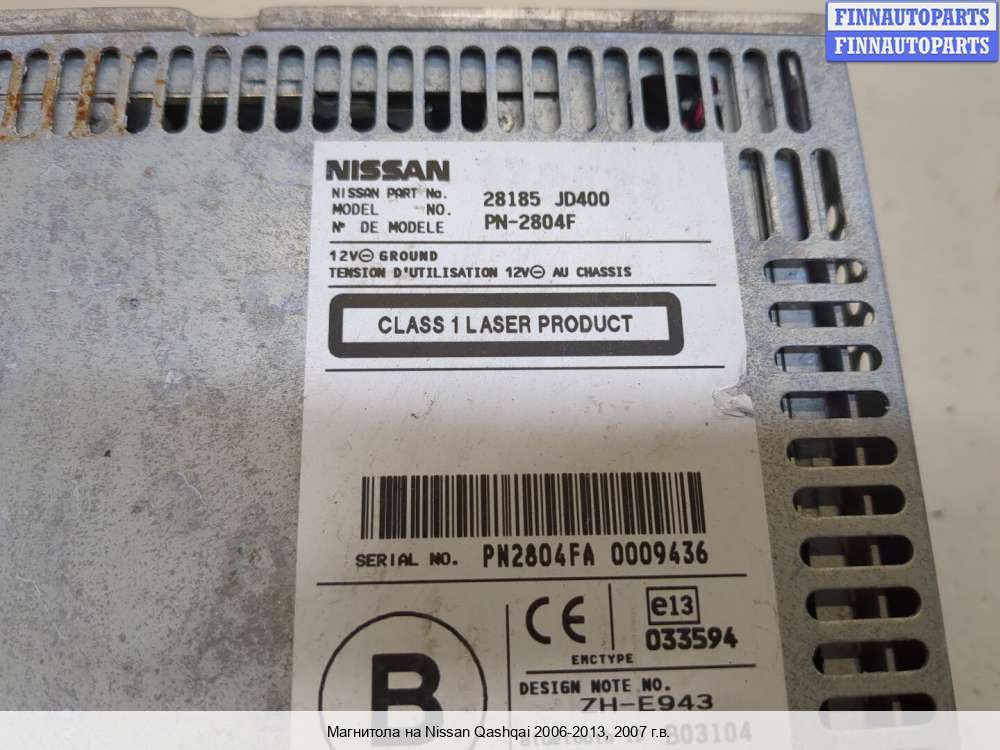 FINNAUTOPARTS
FINNAUTOPARTS
NISSAN
NISSAN PART No. 28185 JD400
MODEL NO. PN-2804F
N° DE MODELE
12V⊖ GROUND
TENSION D'UTILISATION 12V⊖ AU CHASSIS
CLASS 1 LASER PRODUCT
SERIAL NO. PN2804FA 0009436
B
CE
e13
033594
EMCTYPE
DESIGN NOTE NO.
ZH-E943
B03104
Магнитола на Nissan Qashqai 2006-2013, 2007 г.в.